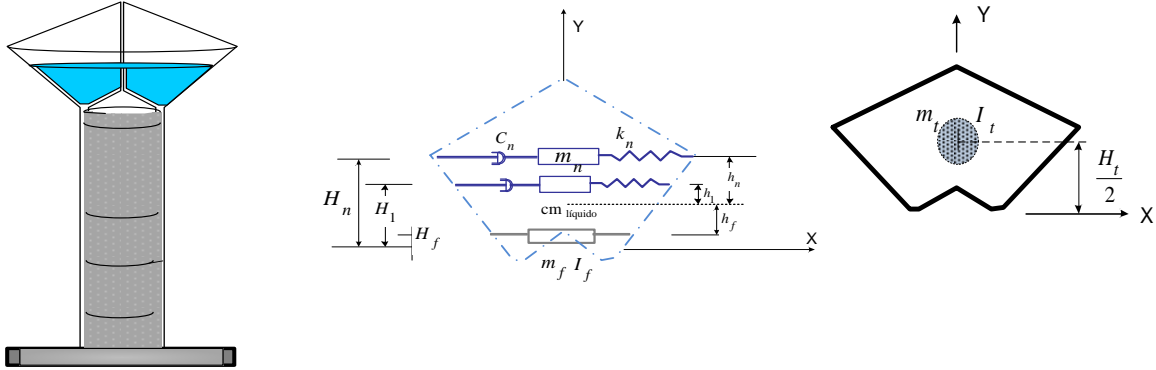 Y
C_n
k_n
m_n
h_n
h_1
H_n
H_1
cm líquido
H_f
h_f
X
m_f I_f
Y
m_t I_t
H_t
2
X